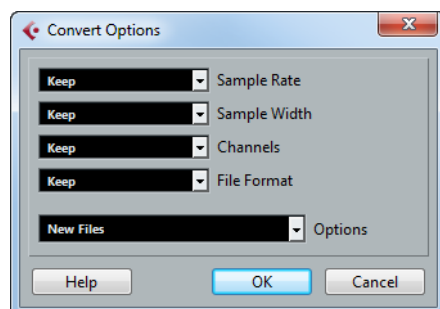 Convert Options
Keep Sample Rate
Keep Sample Width
Keep Channels
Keep File Format
New Files Options
Help OK Cancel